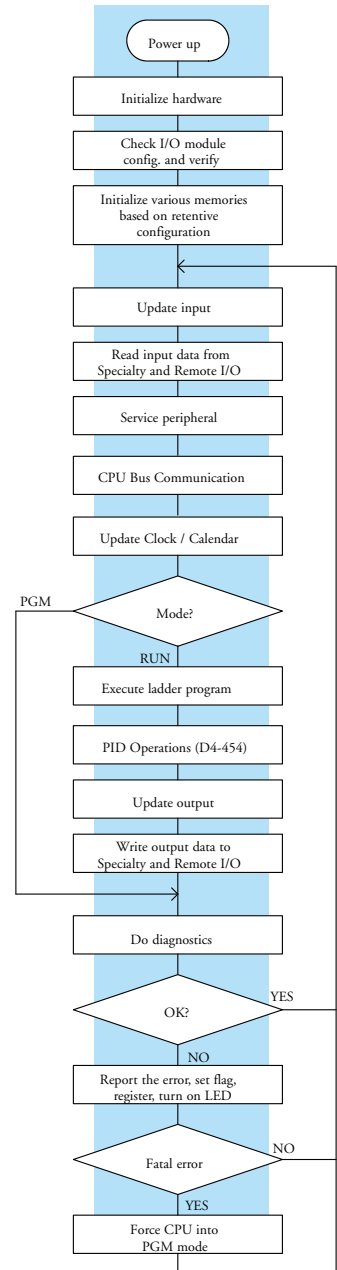 Power up
Initialize hardware
Check I/O module
config. and verify
Initialize various memories
based on retentive
configuration
Update input
Read input data from
Specialty and Remote I/O
Service peripheral
CPU Bus Communication
Update Clock / Calendar
PGM
Mode?
RUN
Execute ladder program
PID Operations (D4-454)
Update output
Write output data to
Specialty and Remote I/O
Do diagnostics
YES
OK?
NO
Report the error, set flag,
register, turn on LED
NO
Fatal error
YES
Force CPU into
PGM mode